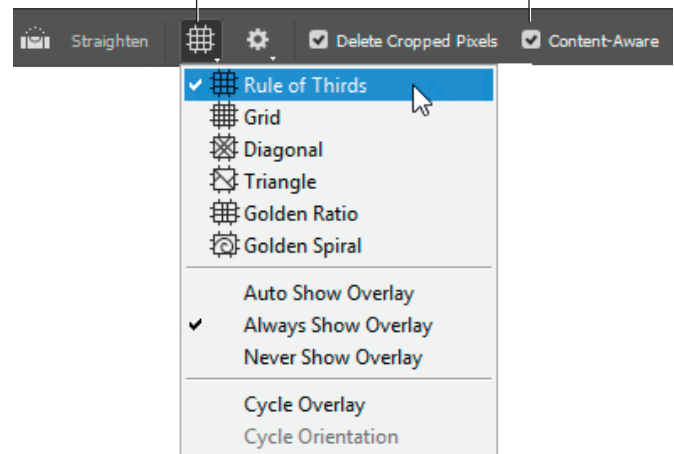 Straighten Delete Cropped Pixels Content-Aware
Rule of Thirds
Grid
Diagonal
Triangle
Golden Ratio
Golden Spiral
Auto Show Overlay
Always Show Overlay
Never Show Overlay
Cycle Overlay
Cycle Orientation